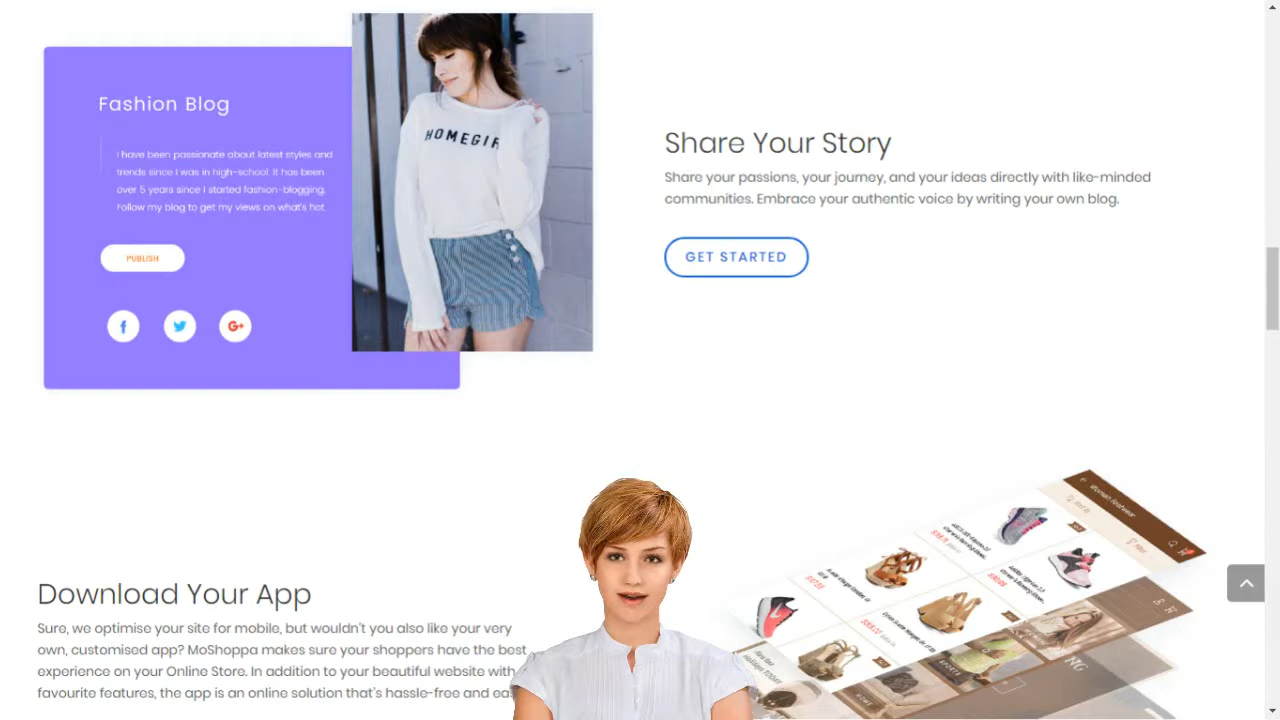 Fashion Blog
I have been passionate about latest styles and
trends since I was in high-school. It has been
over 5 years since I started fashion-blogging.
Follow my blog to get my views on what's hot.
PUBLISH
HOMEGIR
Share Your Story
Share your passions, your journey, and your ideas directly with like-minded
communities. Embrace your authentic voice by writing your own blog.
GET STARTED
Download Your App
Sure, we optimise your site for mobile, but wouldn't you also like your very
own, customised app? MoShoppa makes sure your shoppers have the best
experience on your Online Store. In addition to your beautiful website with
favourite features, the app is an online solution that's hassle-free and
Women Footwear
Sort By
Filter